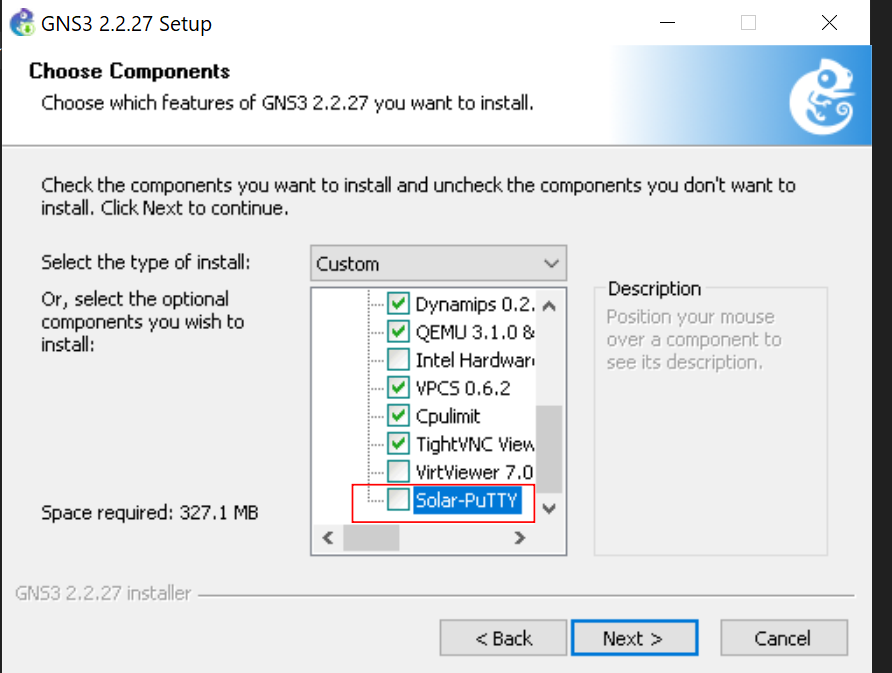 GNS3 2.2.27 Setup
Choose Components
Choose which features of GNS3 2.2.27 you want to install.
Check the components you want to install and uncheck the components you don't want to
install. Click Next to continue.
Select the type of install:
Custom
Or, select the optional
components you wish to
install:
Dynamips 0.2.
QEMU 3.1.0 &
Intel Hardwar
VPCS 0.6.2
Cpulimit
TightVNC View
VirtViewer 7.0
Solar-PuTTY
Description
Position your mouse
over a component to
see its description.
Space required: 327.1 MB
GNS3 2.2.27 installer
< Back
Next >
Cancel